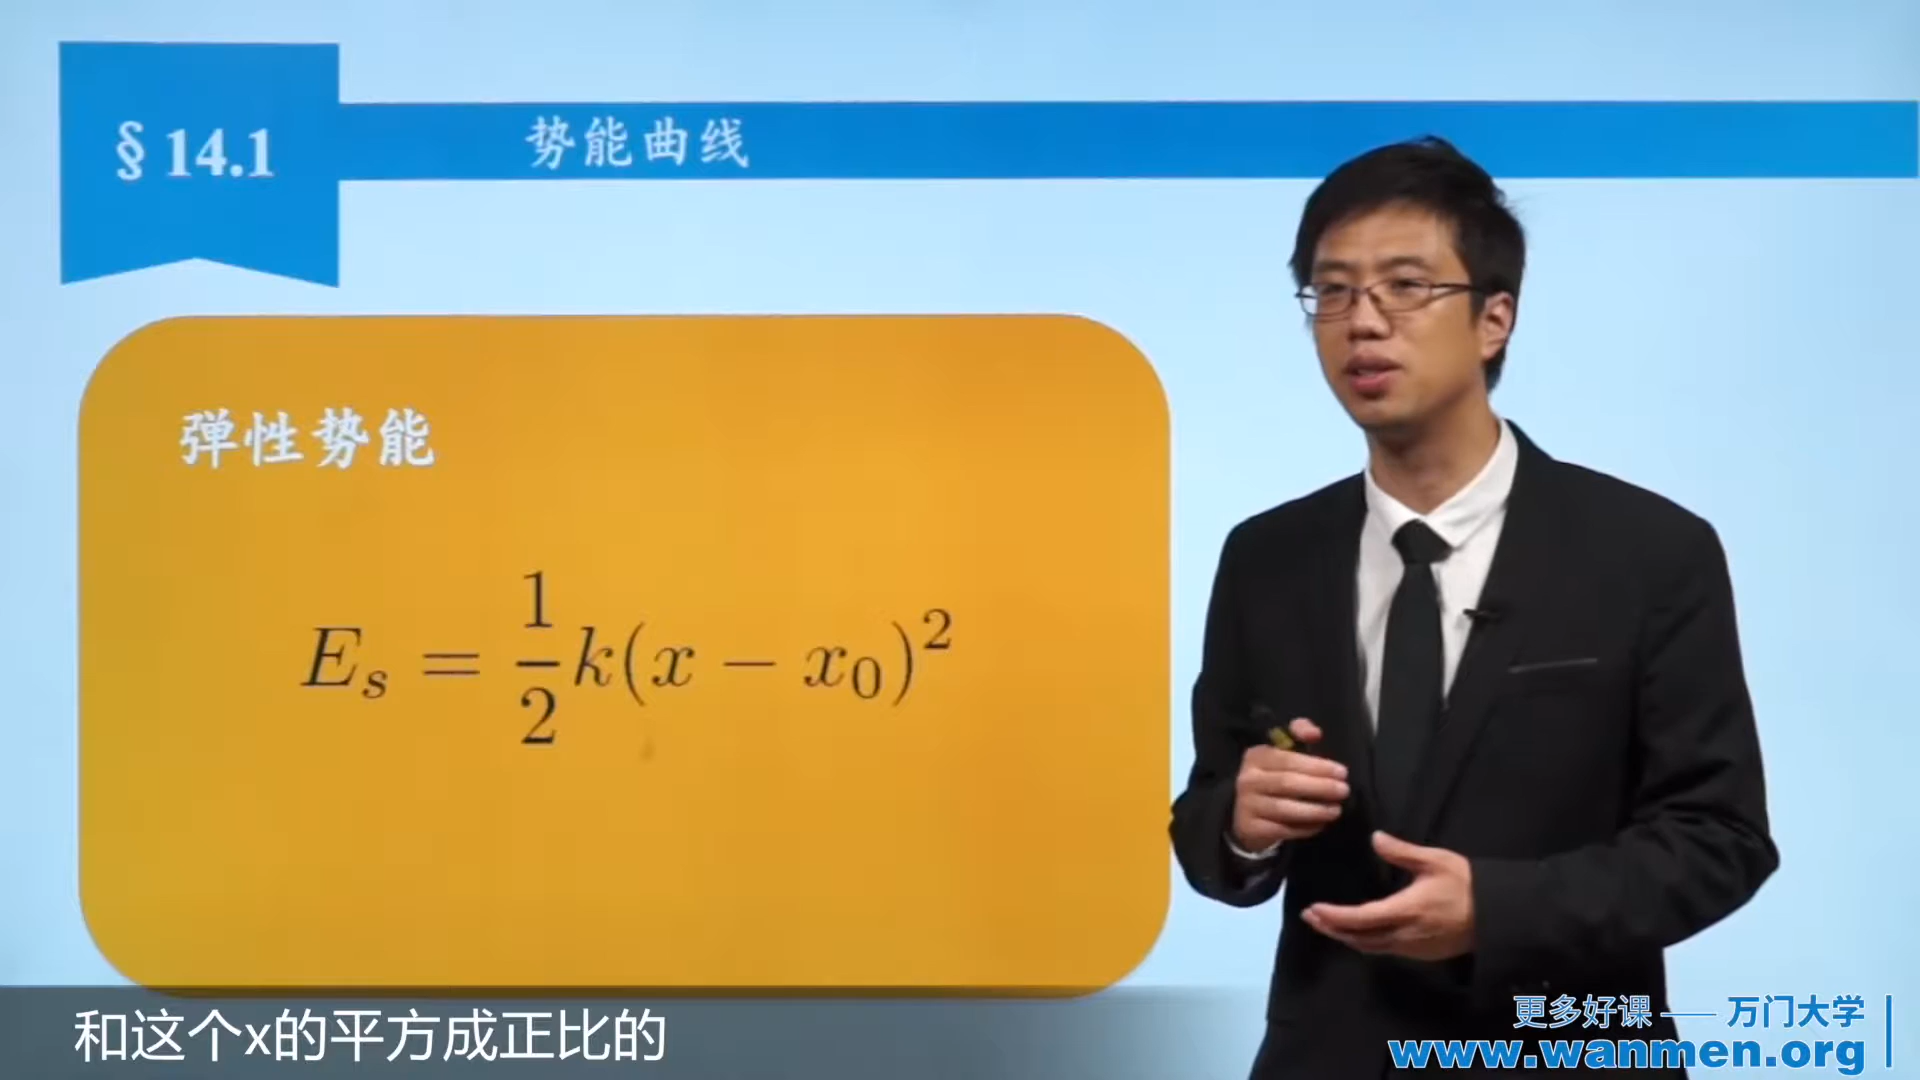 § 14.1
势能曲线
弹性势能
E_s = \frac{1}{2}k(x − x_0)^2
和这个x的平方成正比的
更多好课 —— 万门大学
www.wanmen.org